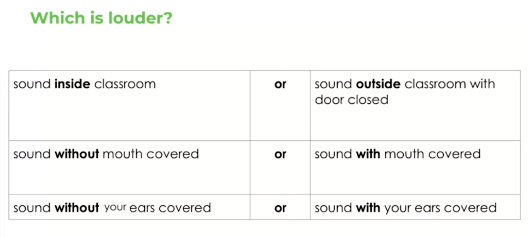 Which is louder?
sound inside classroom or sound outside classroom with
door closed
sound without mouth covered or sound with mouth covered
sound without your ears covered or sound with your ears covered